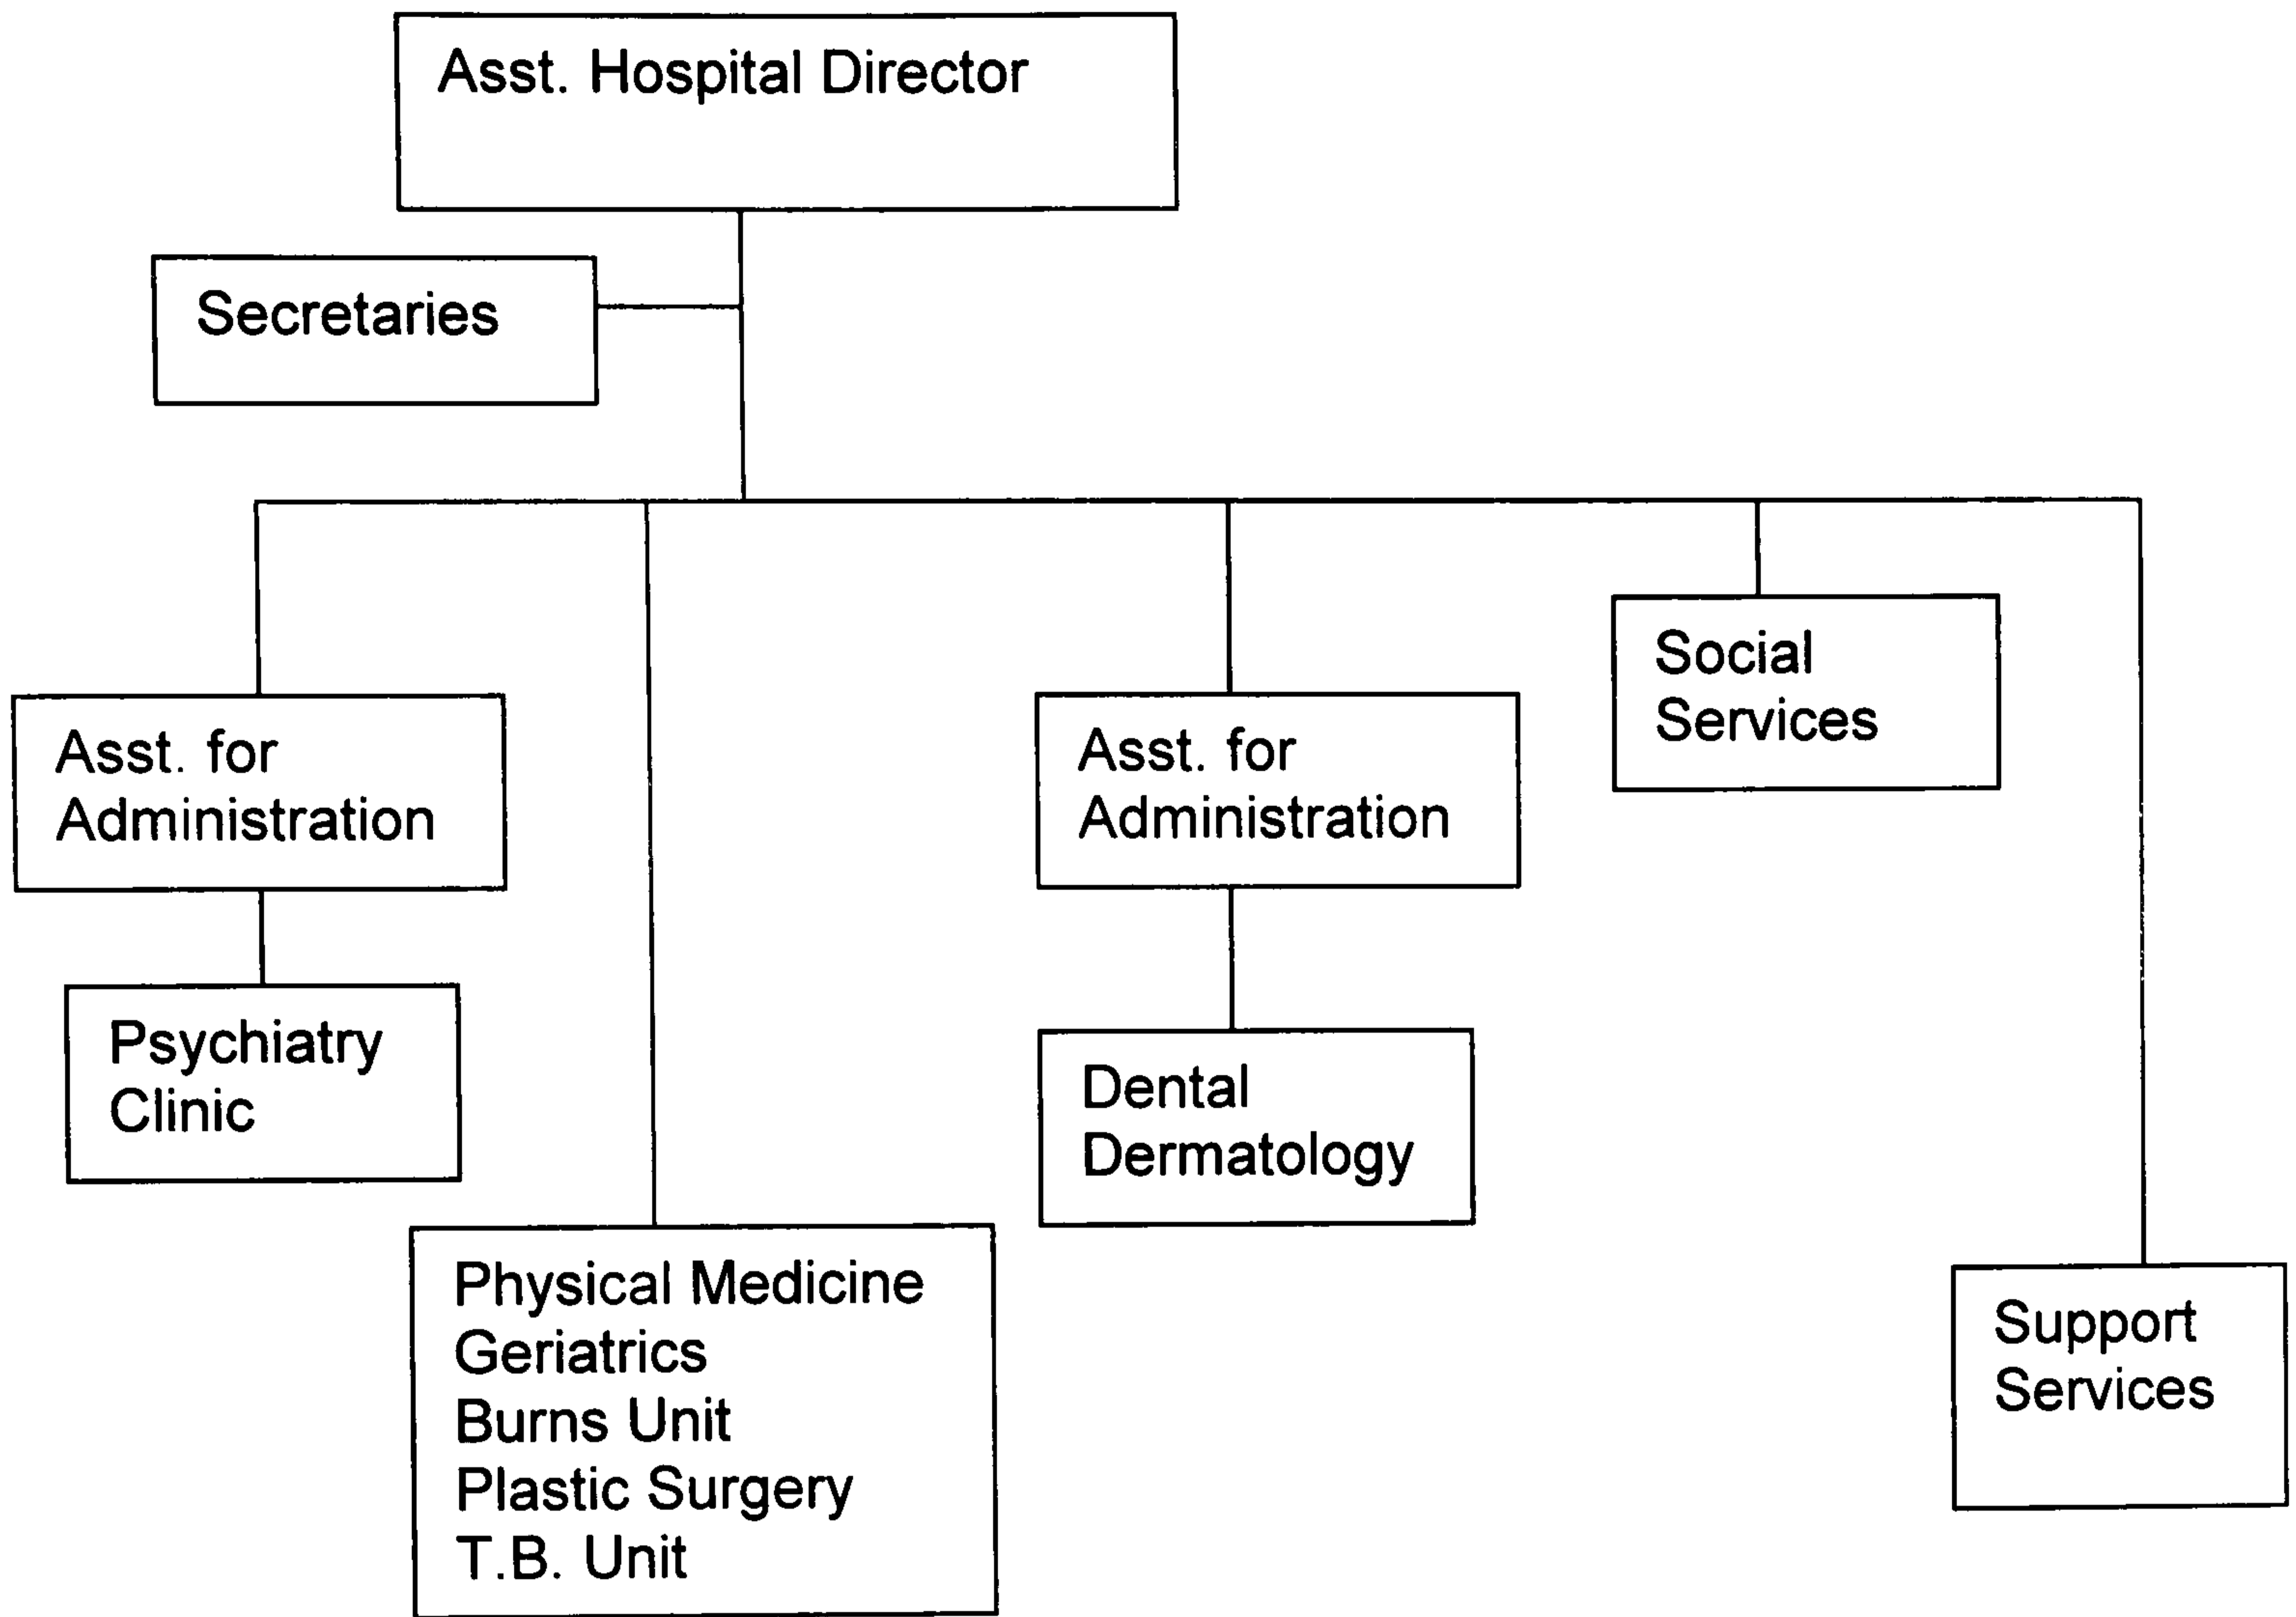 Asst. Hospital Director
Secretaries
Asst. for
Administration
Psychiatry
Clinic
Physical Medicine
Geriatrics
Burns Unit
Plastic Surgery
T.B. Unit
Asst. for
Administration
Dental
Dermatology
Social
Services
Support
Services